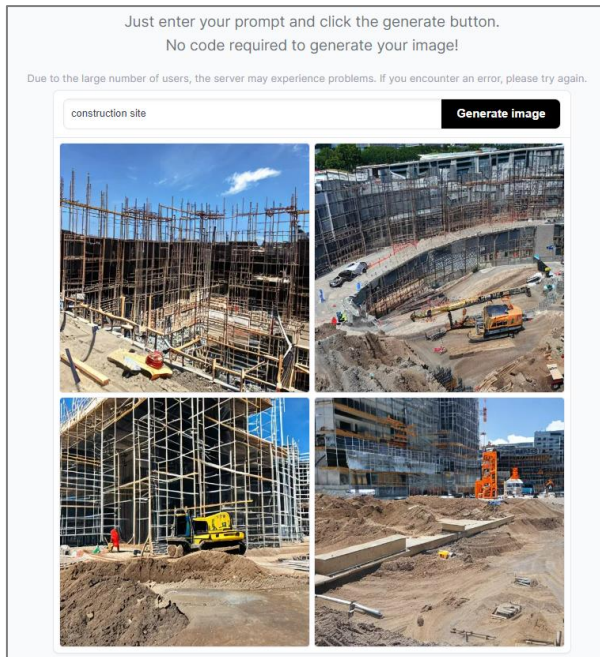 Just enter your prompt and click the generate button.
No code required to generate your image!
Due to the large number of users, the server may experience problems. If you encounter an error, please try again.
construction site
Generate image